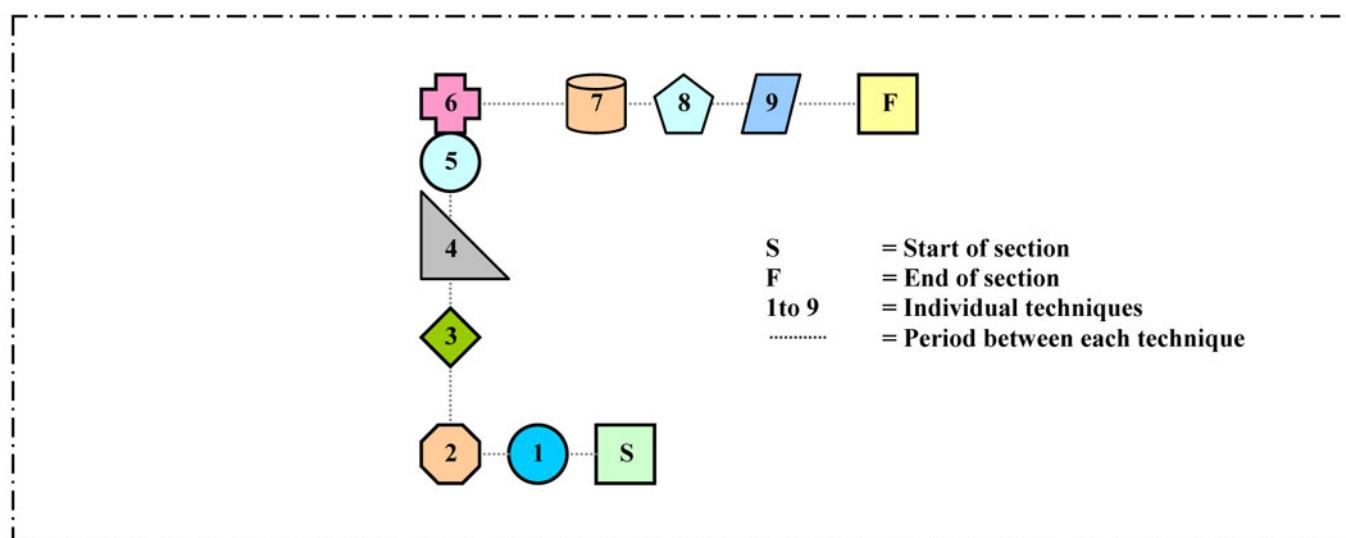 6 7 8 9 F
5
4
3
2 1 S
S = Start of section
F = End of section
1to 9 = Individual techniques
.............. = Period between each technique